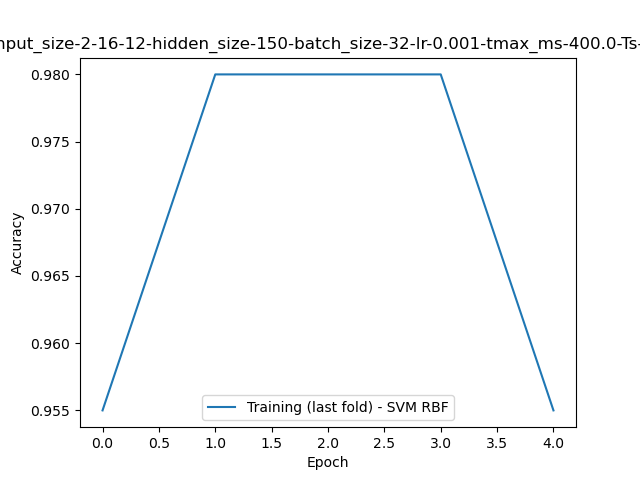 nput_size-2-16-12-hidden_size-150-batch_size-32-lr-0.001-tmax_ms-400.0-Ts-
0.980
0.975
0.970
0.965
0.960
0.955
Accuracy
Training (last fold) - SVM RBF
0.0 0.5 1.0 1.5 2.0 2.5 3.0 3.5 4.0
Epoch